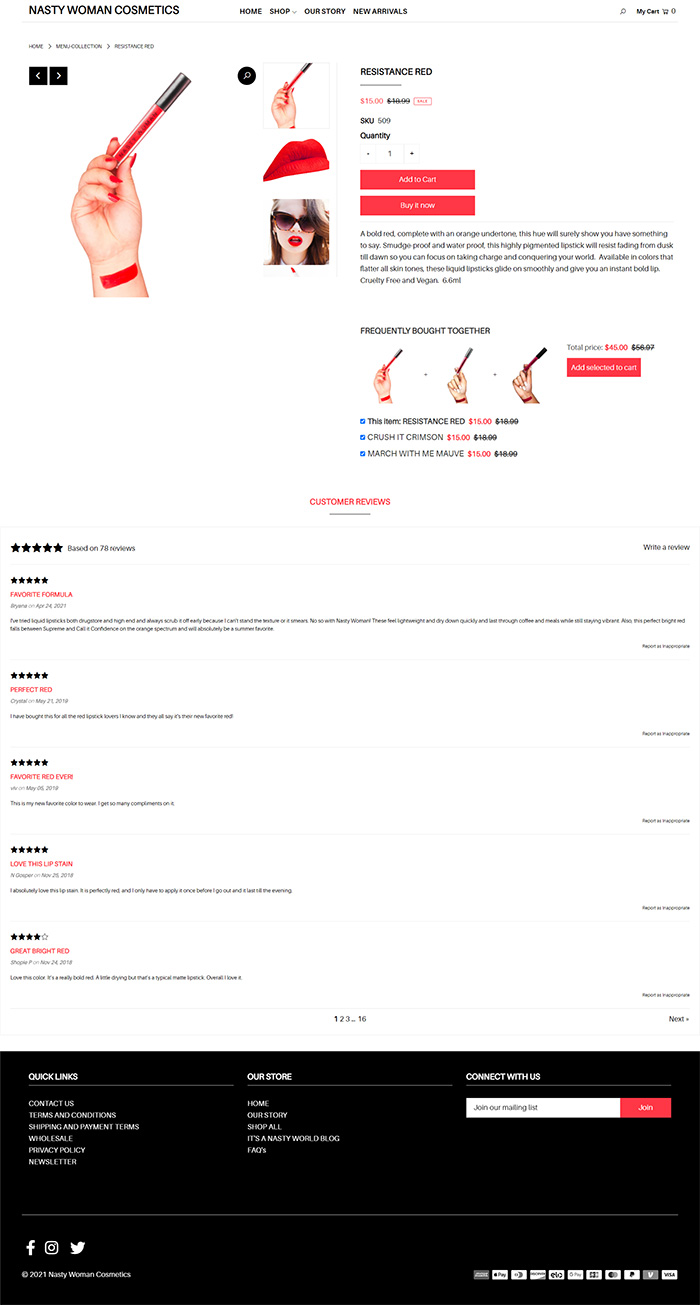 NASTY WOMAN COSMETICS
HOME SHOP OUR STORY NEW ARRIVALS
My Cart 0
HOME > MENU-COLLECTION > RESISTANCE RED
RESISTANCE RED
$15.00 $18.99 SALE
SKU 509
Quantity
- 1 +
Add to Cart
Buy it now
A bold red, complete with an orange undertone, this hue will surely show you have something
to say. Smudge proof and water proof, this highly pigmented lipstick will resist fading from dusk
till dawn so you can focus on taking charge and conquering your world. Available in colors that
flatter all skin tones, these liquid lipsticks glide on smoothly and give you an instant bold lip.
Cruelty Free and Vegan. 6.6ml
FREQUENTLY BOUGHT TOGETHER
+ +
Total price: $45.00 $56.97
Add selected to cart
This item: RESISTANCE RED $15.00 $18.99
CRUSH IT CRIMSON $15.00 $18.99
MARCH WITH ME MAUVE $15.00 $18.99
CUSTOMER REVIEWS
Based on 78 reviews
Write a review
FAVORITE FORMULA
Bryana on Apr 24, 2021
I've tried liquid lipsticks both drugstore and high end and always scrub it off early because I can't stand the texture or it smears. No so with Nasty Woman! These feel lightweight and dry down quickly and last through coffee and meals while still staying vibrant. Also, this perfect bright red
falls between Supreme and Call it Confidence on the orange spectrum and will absolutely be a summer favorite.
Report as Inappropriate
PERFECT RED
Crystal on May 21, 2019
I have bought this for all the red lipstick lovers I know and they all say it's their new favorite red!
Report as Inappropriate
FAVORITE RED EVER!
viv on May 05, 2019
This is my new favorite color to wear. I get so many compliments on it.
Report as Inappropriate
LOVE THIS LIP STAIN
N Gosper on Nov 25, 2018
I absolutely love this lip stain. It is perfectly red, and I only have to apply it once before I go out and it last till the evening.
Report as Inappropriate
GREAT BRIGHT RED
Shopie P on Nov 24, 2018
Love this color. It's a really bold red. A little drying but that's a typical matte lipstick. Overall I love it.
Report as Inappropriate
1 2 3 ... 16
Next »
QUICK LINKS
CONTACT US
TERMS AND CONDITIONS
SHIPPING AND PAYMENT TERMS
WHOLESALE
PRIVACY POLICY
NEWSLETTER
OUR STORE
HOME
OUR STORY
SHOP ALL
IT'S A NASTY WORLD BLOG
FAQ's
CONNECT WITH US
Join our mailing list Join
© 2021 Nasty Woman Cosmetics
Pay DISCOVER elo G Pay JCB VISA